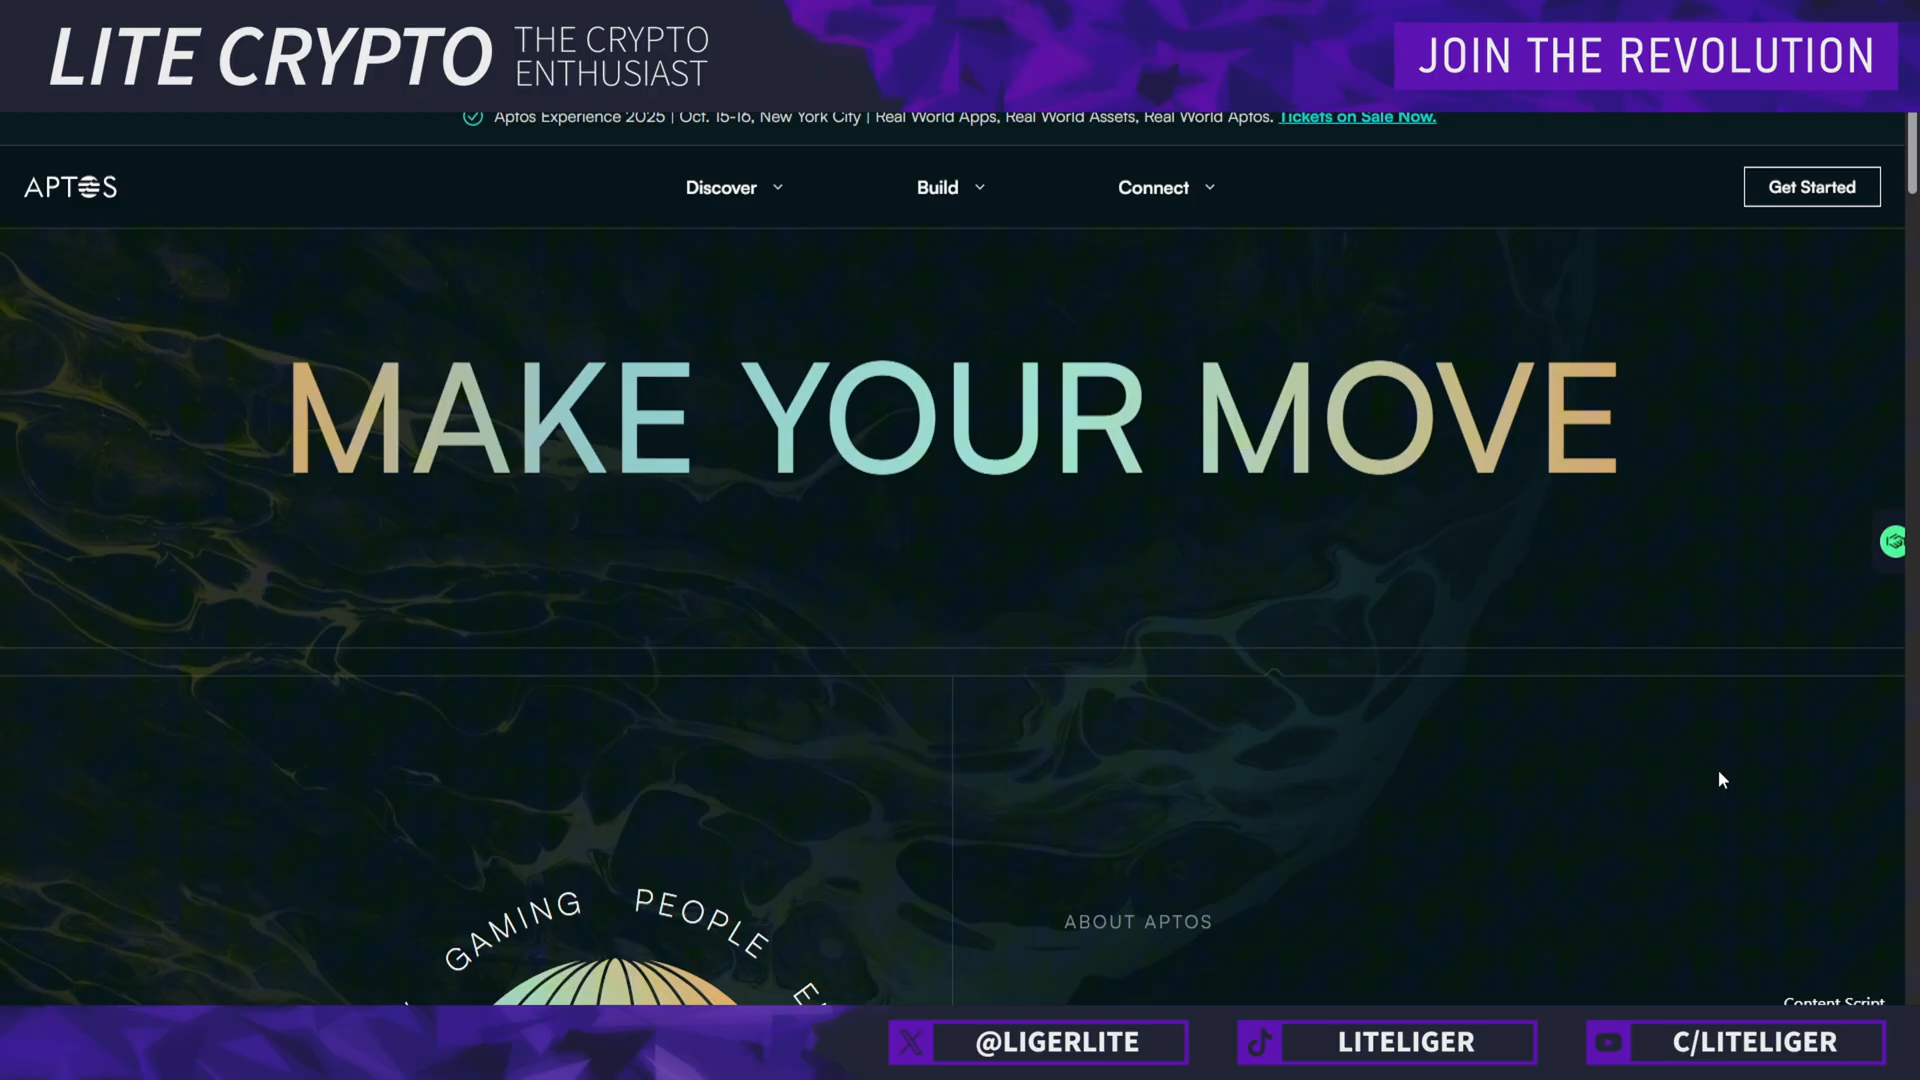 LITE CRYPTO
THE CRYPTO
ENTHUSIAST
JOIN THE REVOLUTION
Aptos Experience 2025 | Oct. 15-16, New York City | Real World Apps, Real World Assets, Real World Aptos. Tickets on Sale Now.
APTOS
Discover
Build
Connect
Get Started
MAKE YOUR MOVE
GAMING
PEOPLE
ABOUT APTOS
Content Script
@LIGERLITE
LITELIGER
C/LITELIGER